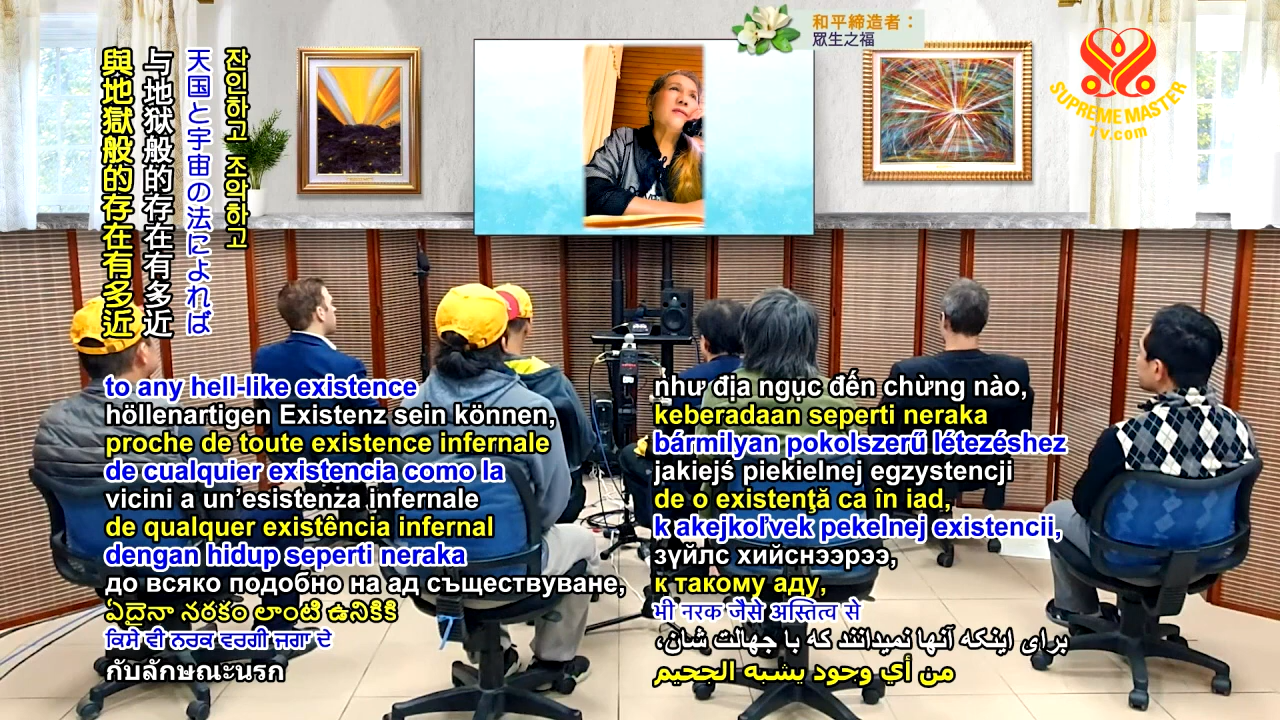 和平締造者：
眾生之福
SUPREME MASTER
TV.com
잔인하고 조악하고
天国と宇宙の法によれば
与地狱般的存在有多近
與地獄般的存在有多近
to any hell-like existence
höllenartigen Existenz sein können,
proche de toute existence infernale
de cualquier existencia como la
vicini a un’esistenza infernale
de qualquer existência infernal
dengan hidup seperti neraka
до всяко подобно на ад съществуване,
ఏదైనా నరకం లాంటి ఉనికికి
ਕਿਸੇ ਵੀ ਨਰਕ ਵਰਗੀ ਜਗਾ ਦੇ
กับลักษณะนรก
như địa ngục đến chừng nào,
keberadaan seperti neraka
bármilyan pokolszerű létezéshez
jakiejś piekielnej egzystencji
de o existenţă ca în iad,
k akejkoľvek pekelnej existencii,
зүйлс хийснээрээ,
к такому аду,
भी नरक जैसे अस्तित्व से
برای اینکه آنها نمیدانند که با جهالت شان،
من أي وجود يشبه الجحيم